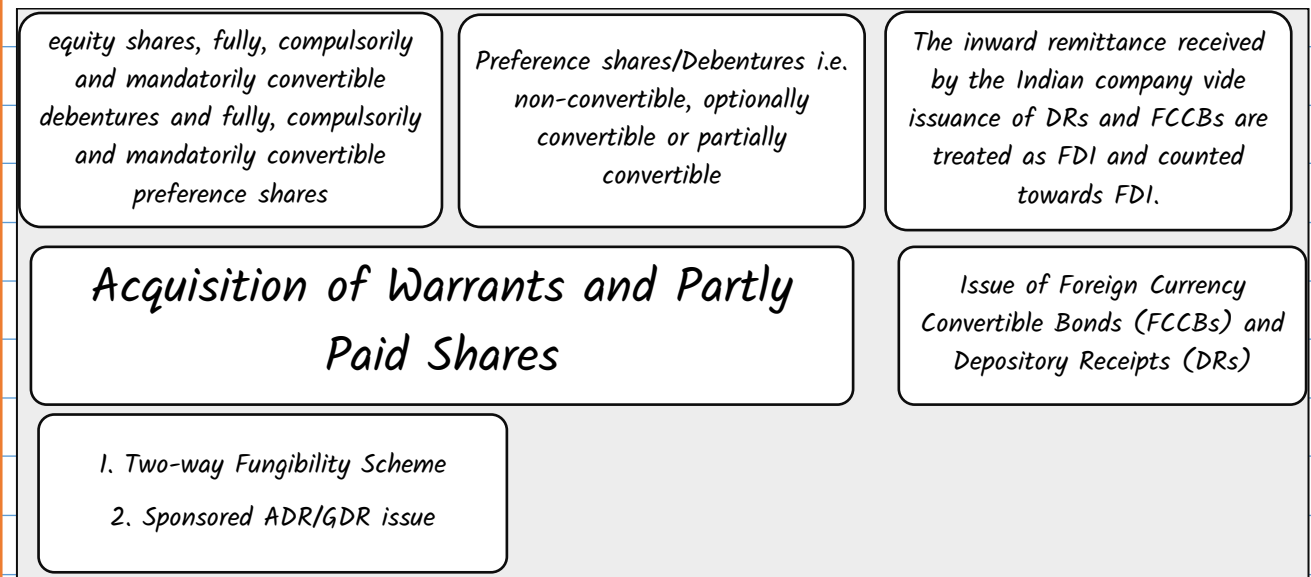 equity shares, fully, compulsorily
and mandatorily convertible
debentures and fully, compulsorily
and mandatorily convertible
preference shares
Preference shares/Debentures i.e.
non-convertible, optionally
convertible or partially
convertible
The inward remittance received
by the Indian company vide
issuance of DRs and FCCBs are
treated as FDI and counted
towards FDI.
Acquisition of Warrants and Partly
Paid Shares
Issue of Foreign Currency
Convertible Bonds (FCCBs) and
Depository Receipts (DRs)
1. Two-way Fungibility Scheme
2. Sponsored ADR/GDR issue